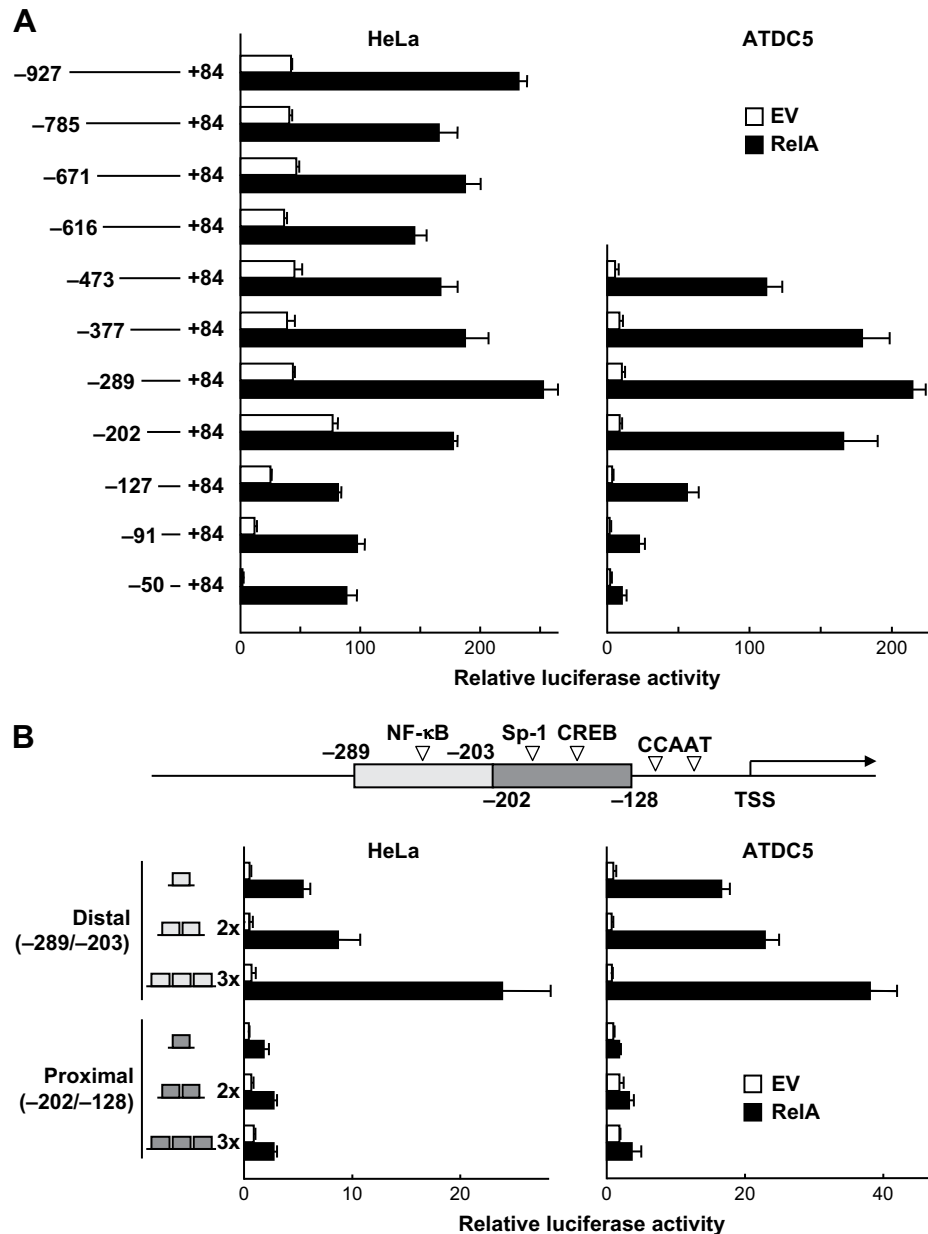 A
HeLa
ATDC5
–927 +84
–785 +84
–671 +84
–616 +84
–473 +84
–377 +84
–289 +84
–202 +84
–127 +84
–91 +84
–50 +84
EV
RelA
0 100 200
0 100 200
Relative luciferase activity
B
NF-κB Sp-1 CREB CCAAT
–289 –203
–202 –128 TSS
HeLa
ATDC5
Distal
(–289/–203)
2x
3x
Proximal
(–202/–128)
2x
3x
EV
RelA
0 10 20
0 20 40
Relative luciferase activity